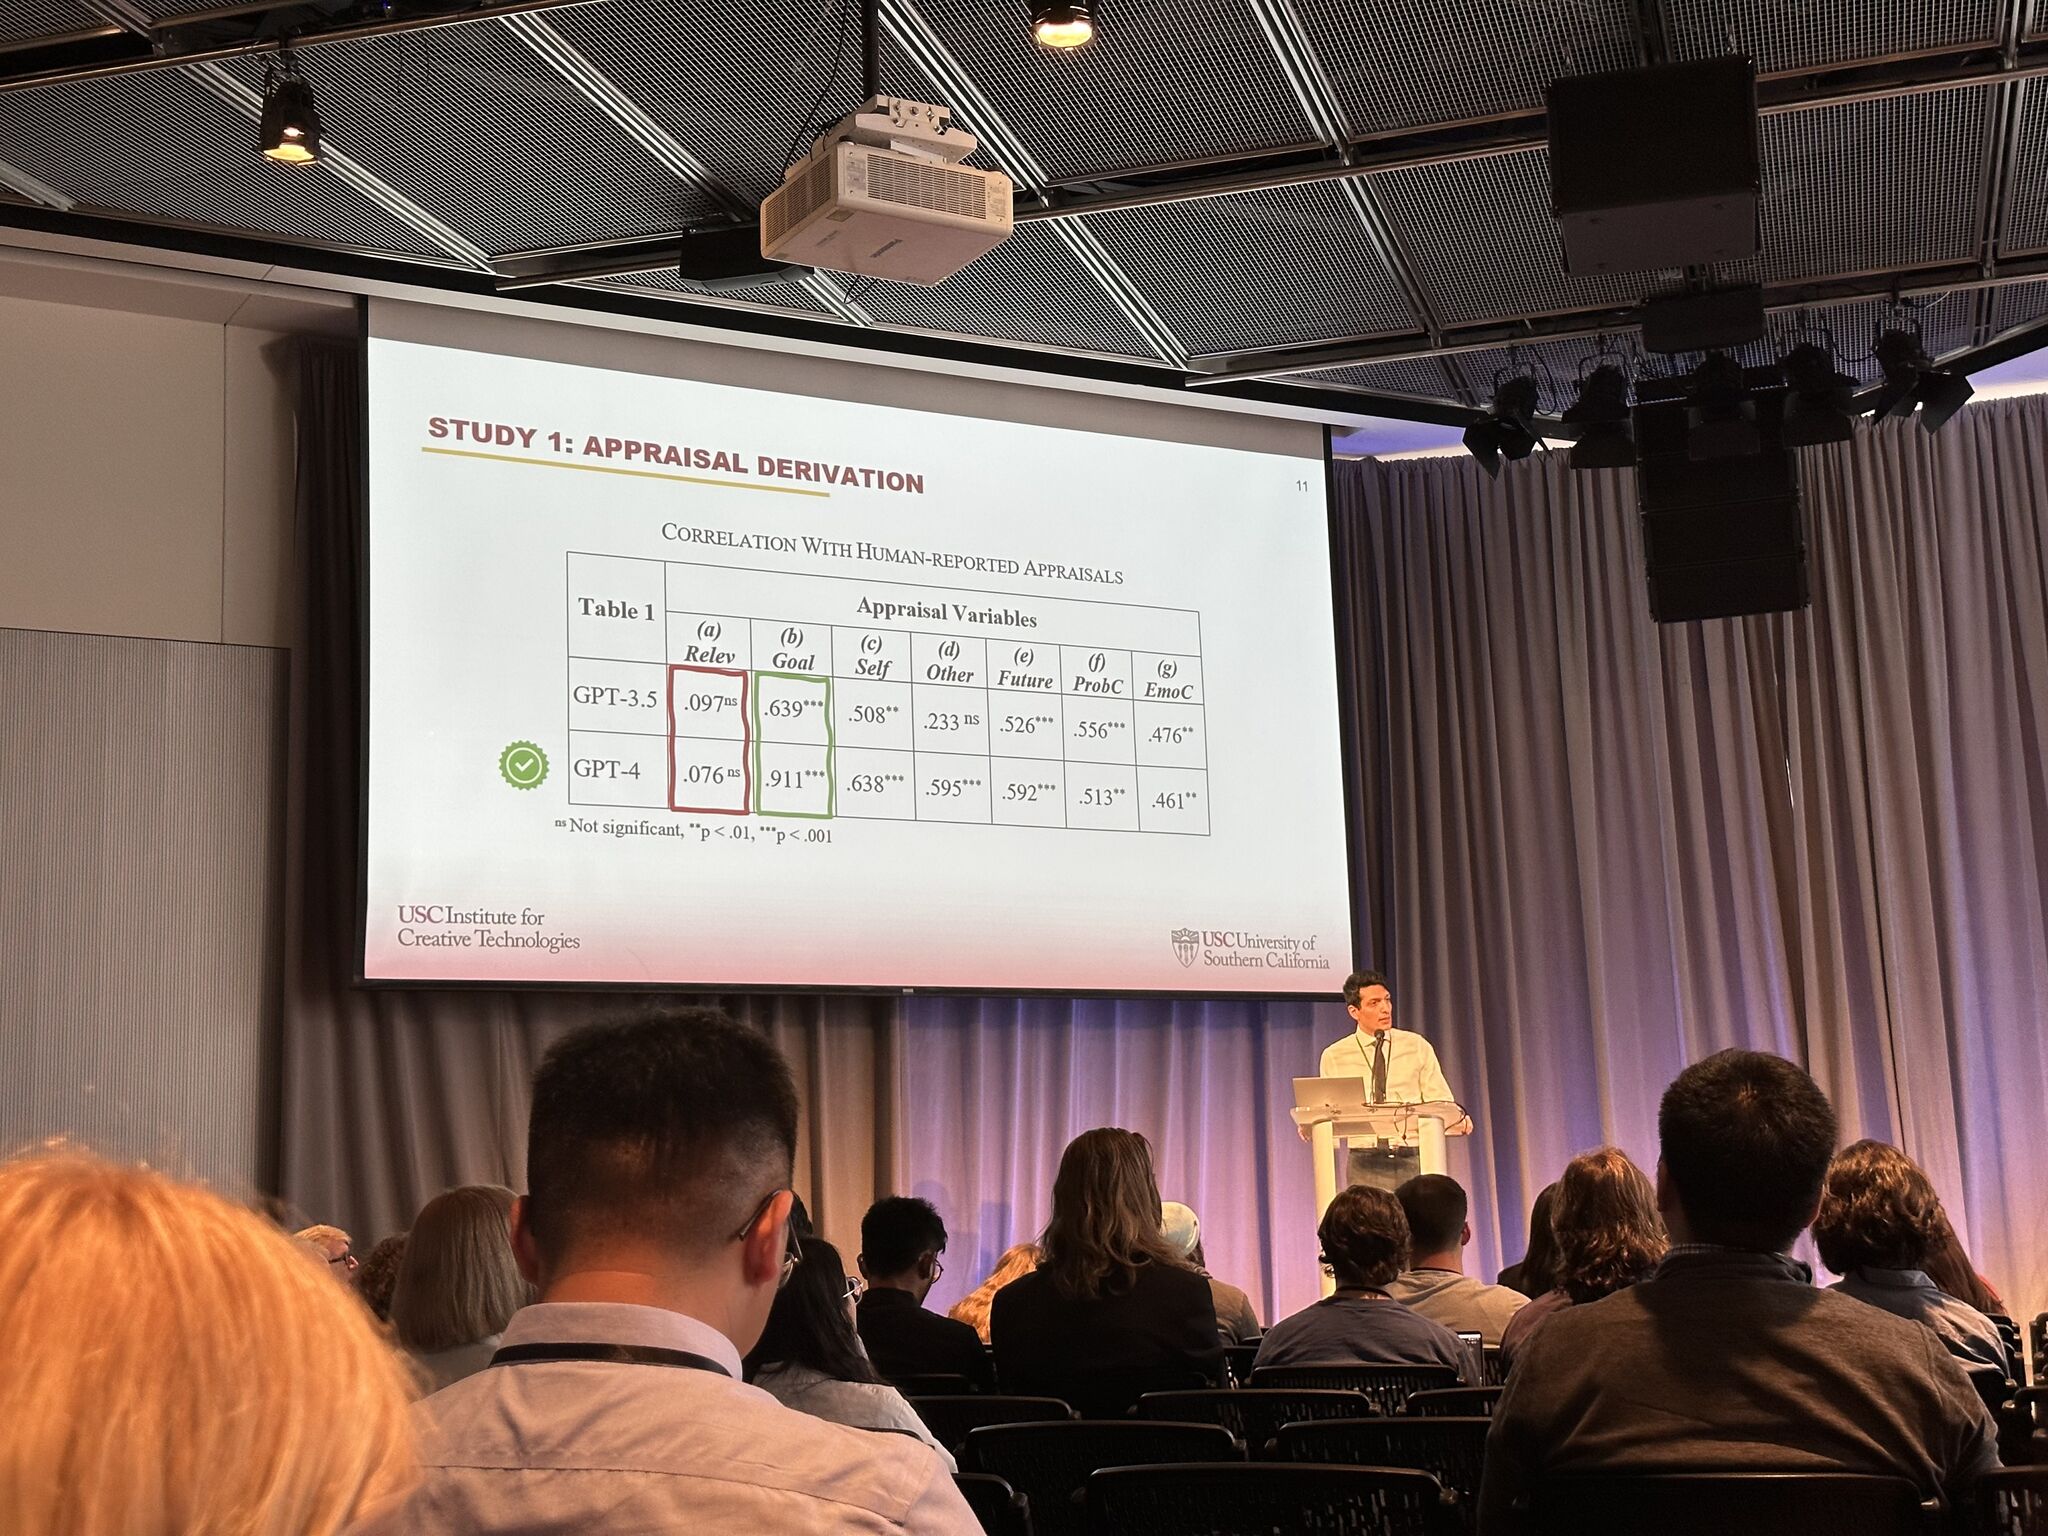 STUDY 1: APPRAISAL DERIVATION
11
CORRELATION WITH HUMAN-REPORTED APPRAISALS
Table 1
Appraisal Variables
(a) Relev
(b) Goal
(c) Self
(d) Other
(e) Future
(f) ProbC
(g) EmoC
GPT-3.5 .097ns .639*** .508** .233 ns .526*** .556*** .476**
GPT-4 .076 ns .911*** .638*** .595*** .592*** .513** .461**
ns Not significant, **p < .01, ***p < .001
USC Institute for
Creative Technologies
USC University of
Southern California